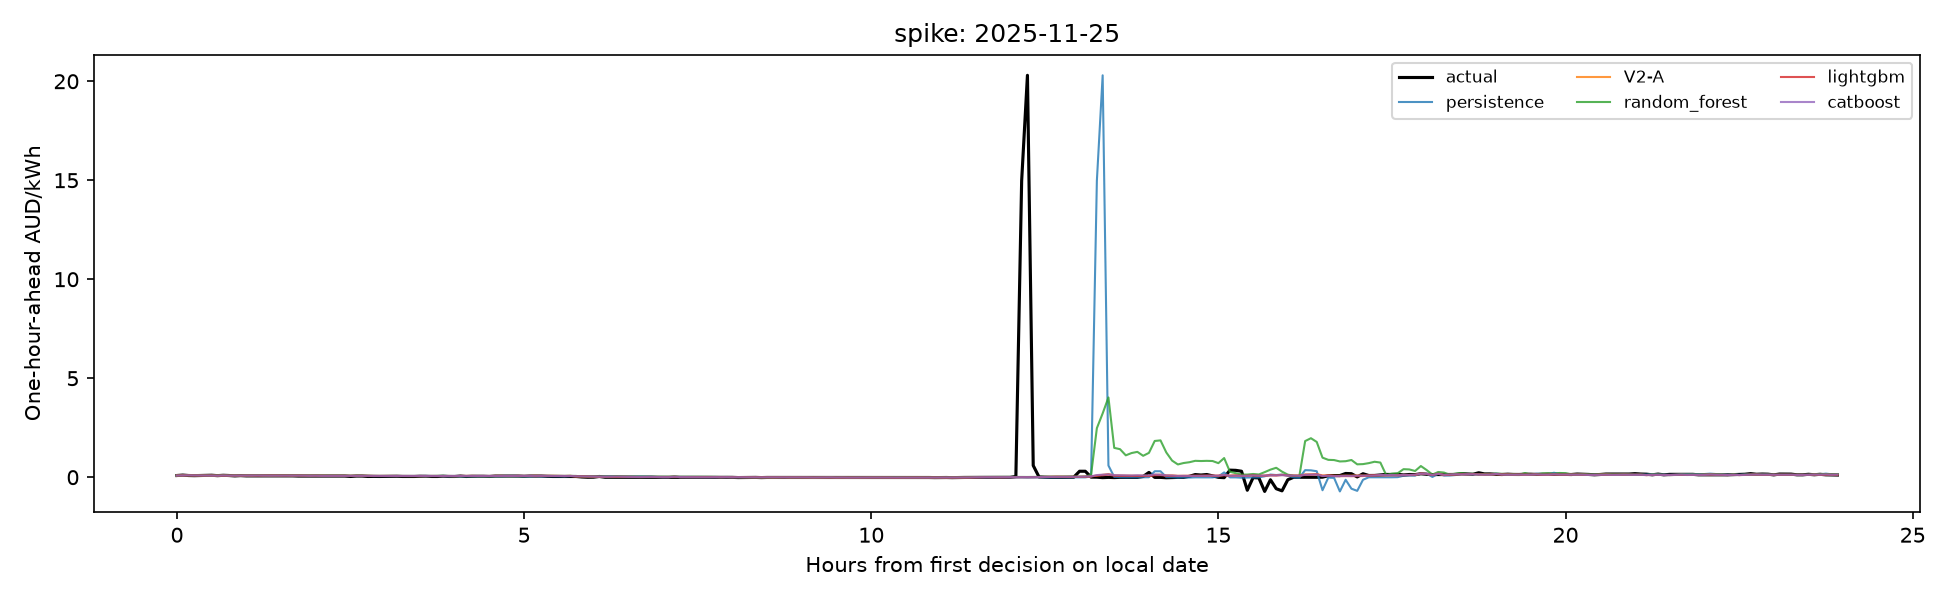 spike: 2025-11-25
One-hour-ahead AUD/kWh
20
15
10
5
0
actual
persistence
V2-A
random_forest
lightgbm
catboost
0 5 10 15 20 25
Hours from first decision on local date